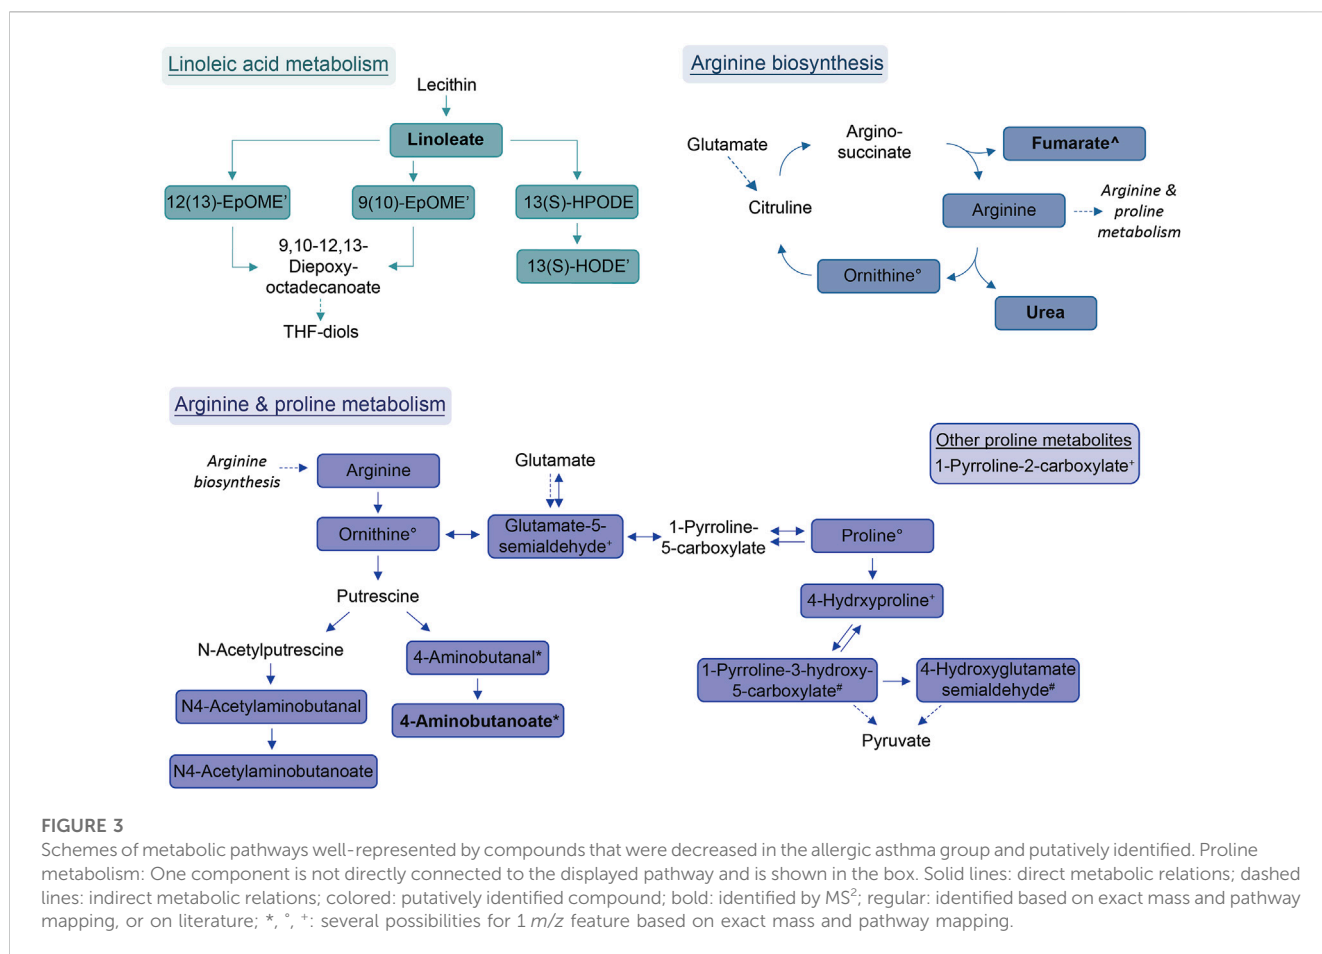 Linoleic acid metabolism
Lecithin
Linoleate
12(13)-EpOME'
9(10)-EpOME'
13(S)-HPODE
9,10-12,13-
Diepoxy-
octadecanoate
13(S)-HODE'
THF-diols
Arginine biosynthesis
Glutamate
Argino-
succinate
Fumarate^
Citruline
Arginine
Arginine &
proline
metabolism
Ornithine°
Urea
Arginine & proline metabolism
Arginine
biosynthesis
Arginine
Glutamate
Other proline metabolites
1-Pyrroline-2-carboxylate⁺
Ornithine°
Glutamate-5-
semialdehyde⁺
1-Pyrroline-
5-carboxylate
Proline°
Putrescine
4-Hydrxyproline⁺
N-Acetylputrescine
4-Aminobutanal*
1-Pyrroline-3-hydroxy-
5-carboxylate#
4-Hydroxyglutamate
semialdehyde#
N4-Acetylaminobutanal
4-Aminobutanoate*
Pyruvate
N4-Acetylaminobutanoate
FIGURE 3
Schemes of metabolic pathways well-represented by compounds that were decreased in the allergic asthma group and putatively identified. Proline
metabolism: One component is not directly connected to the displayed pathway and is shown in the box. Solid lines: direct metabolic relations; dashed
lines: indirect metabolic relations; colored: putatively identified compound; bold: identified by MS²; regular: identified based on exact mass and pathway
mapping, or on literature; *, °, ⁺: several possibilities for 1 m/z feature based on exact mass and pathway mapping.